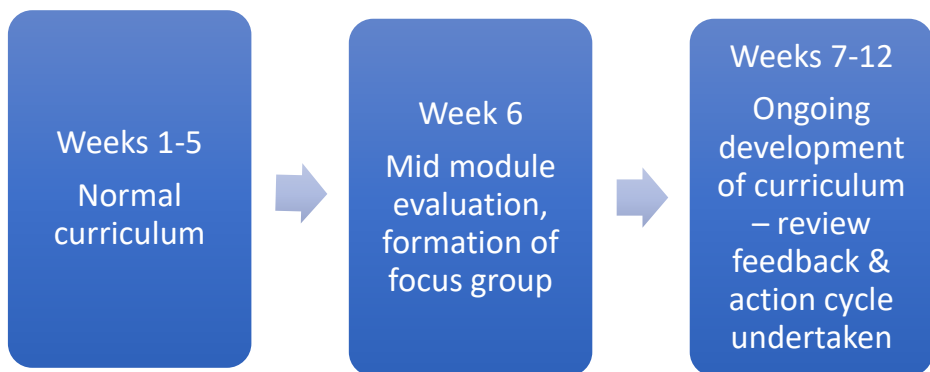 Weeks 1-5
Normal
curriculum
Week 6
Mid module
evaluation,
formation of
focus group
Weeks 7-12
Ongoing
development
of curriculum
– review
feedback &
action cycle
undertaken